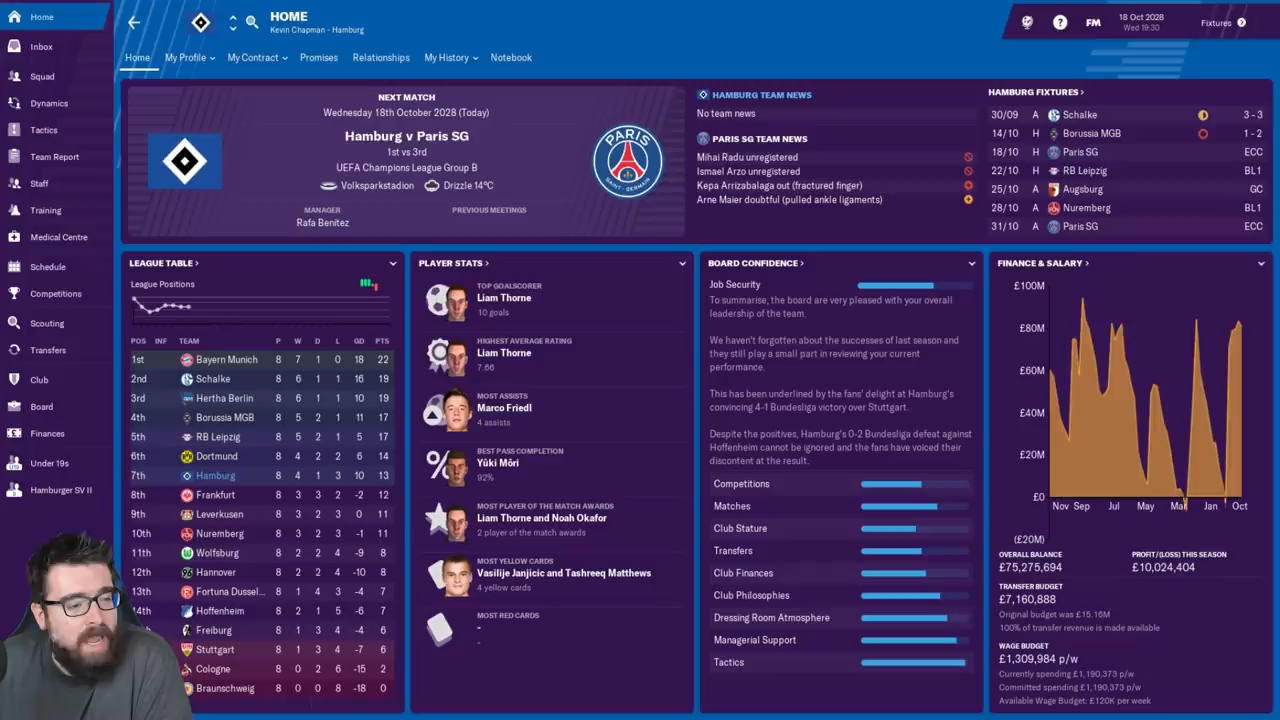 Home
HOME
Kevin Chapman - Hamburg
FM
18 Oct 2028
Wed 19:30
Fixtures
Inbox
Squad
Dynamics
Tactics
Team Report
Staff
Training
Medical Centre
Schedule
Competitions
Scouting
Transfers
Club
Board
Finances
Under 19s
Hamburger SV II
Home
My Profile
My Contract
Promises
Relationships
My History
Notebook
NEXT MATCH
Wednesday 18th October 2028 (Today)
Hamburg v Paris SG
1st vs 3rd
UEFA Champions League Group B
Volksparkstadion
Drizzle 14°C
MANAGER
Rafa Benítez
PREVIOUS MEETINGS
PARIS
SAINT-GERMAIN
HAMBURG TEAM NEWS
No team news
PARIS SG TEAM NEWS
Mihai Radu unregistered
Ismael Arzo unregistered
Kepa Arrizabalaga out (fractured finger)
Arne Maier doubtful (pulled ankle ligaments)
HAMBURG FIXTURES >
30/09 A Schalke 3 - 3
14/10 H Borussia MGB 1 - 2
18/10 H Paris SG ECC
22/10 H RB Leipzig BL1
25/10 A Augsburg GC
28/10 A Nuremberg BL1
31/10 A Paris SG ECC
LEAGUE TABLE >
League Positions
POS INF TEAM P W D L GD PTS
1st Bayern Munich 8 7 1 0 18 22
2nd Schalke 8 6 1 1 16 19
3rd Hertha Berlin 8 6 1 1 10 19
4th Borussia MGB 8 5 2 1 11 17
5th RB Leipzig 8 5 2 1 5 17
6th Dortmund 8 4 2 2 6 14
7th Hamburg 8 4 1 3 10 13
8th Frankfurt 8 3 3 2 -2 12
9th Leverkusen 8 3 2 3 0 11
10th Nuremberg 8 3 2 3 -1 11
11th Wolfsburg 8 2 2 4 -9 8
12th Hannover 8 2 2 4 -10 8
13th Fortuna Dussel... 8 1 4 3 -4 7
14th Hoffenheim 8 2 1 5 -6 7
Freiburg 8 1 3 4 -4 6
Stuttgart 8 1 3 4 -7 6
Cologne 8 0 2 6 -15 2
Braunschweig 8 0 0 8 -18 0
PLAYER STATS >
TOP GOALSCORER
Liam Thorne
10 goals
HIGHEST AVERAGE RATING
Liam Thorne
7.66
MOST ASSISTS
Marco Friedl
4 assists
BEST PASS COMPLETION
Yūki Mōri
92%
MOST PLAYER OF THE MATCH AWARDS
Liam Thorne and Noah Okafor
2 player of the match awards
MOST YELLOW CARDS
Vasilije Janjicic and Tashreeq Matthews
4 yellow cards
MOST RED CARDS
-
-
BOARD CONFIDENCE >
Job Security
To summarise, the board are very pleased with your overall
leadership of the team.
We haven't forgotten about the successes of last season and
they still play a small part in reviewing your current
performance.
This has been underlined by the fans' delight at Hamburg's
convincing 4-1 Bundesliga victory over Stuttgart.
Despite the positives, Hamburg's 0-2 Bundesliga defeat against
Hoffenheim cannot be ignored and the fans have voiced their
discontent at the result.
Competitions
Matches
Club Stature
Transfers
Club Finances
Club Philosophies
Dressing Room Atmosphere
Managerial Support
Tactics
FINANCE & SALARY >
£100M
£80M
£60M
£40M
£20M
£0
(£20M)
Nov Sep Jul May Mar Jan Oct
OVERALL BALANCE
£75,275,694
PROFIT/(LOSS) THIS SEASON
£10,024,404
TRANSFER BUDGET
£7,160,888
Original budget was £15.16M
100% of transfer revenue is made available
WAGE BUDGET
£1,309,984 p/w
Currently spending £1,190,373 p/w
Committed spending £1,190,373 p/w
Available Wage Budget: £120K per week